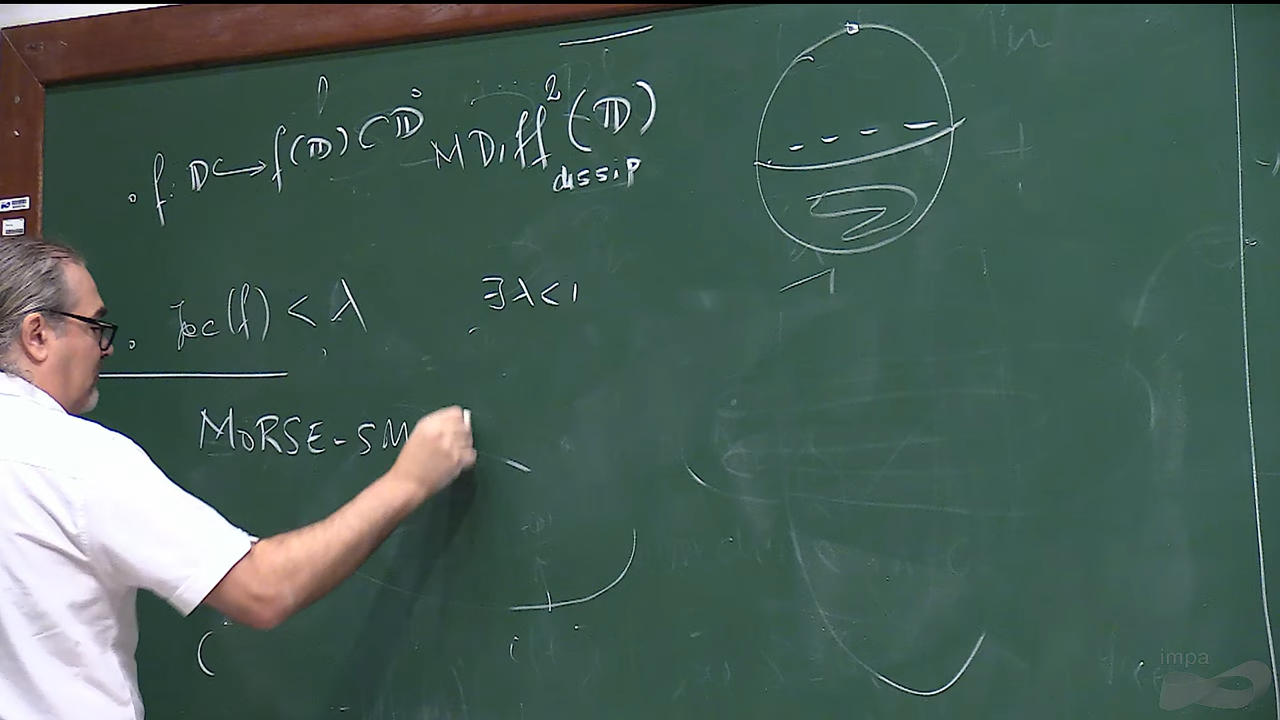 . f: 𝔻 ↪ f(𝔻) ⊂ 𝔻° MDiff²(𝔻)
dissip
. Jac(f) < λ ∃ λ < 1
MORSE-SM
impa